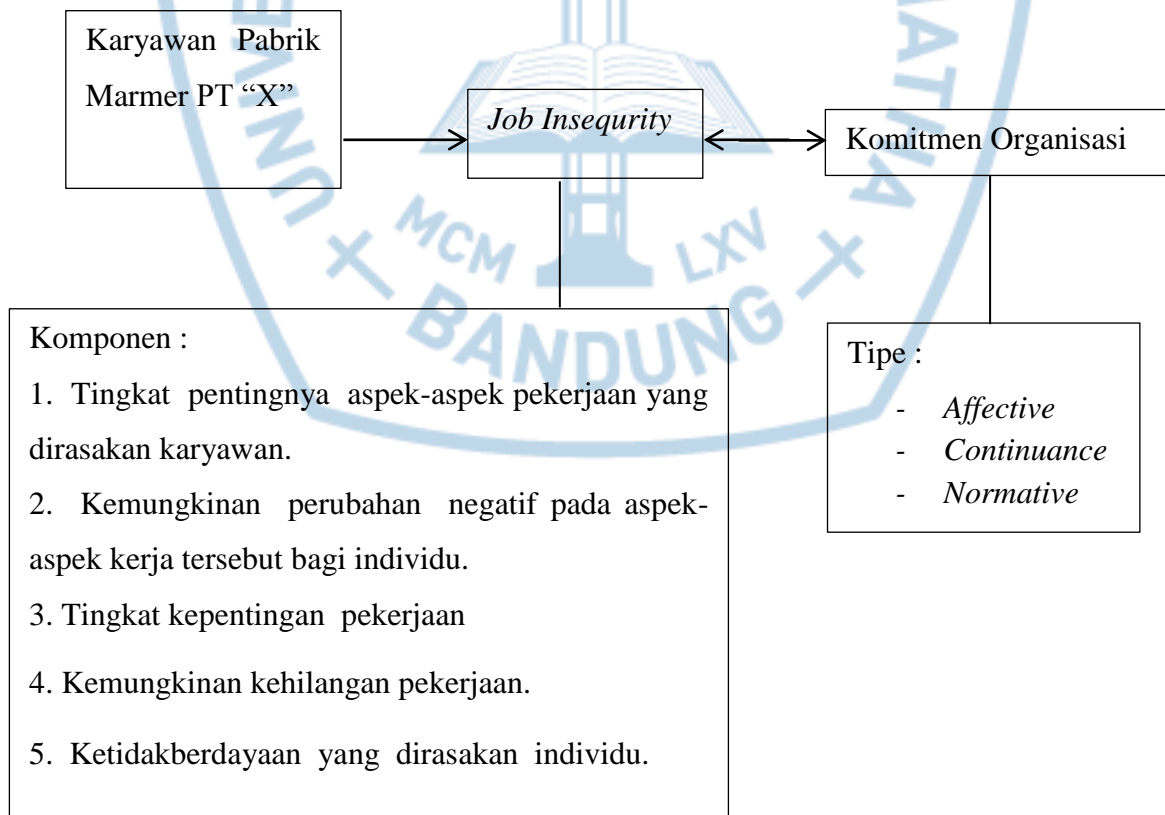 Karyawan Pabrik
Marmer PT “X”
Job Insequrity
Komitmen Organisasi
Komponen :
1. Tingkat pentingnya aspek-aspek pekerjaan yang
dirasakan karyawan.
2. Kemungkinan perubahan negatif pada aspek-
aspek kerja tersebut bagi individu.
3. Tingkat kepentingan pekerjaan
4. Kemungkinan kehilangan pekerjaan.
5. Ketidakberdayaan yang dirasakan individu.
Tipe :
- Affective
- Continuance
- Normative
MCM LXV
BANDUNG